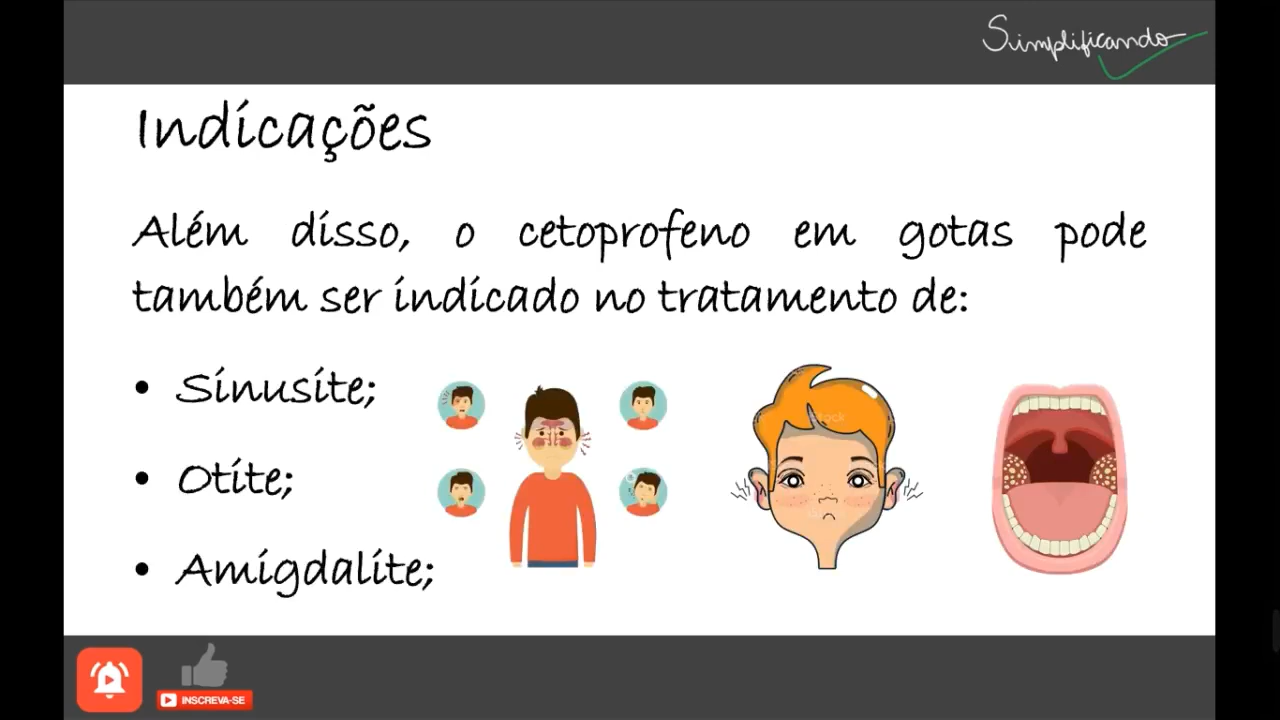 Simplificando
Indicações
Além disso, o cetoprofeno em gotas pode
também ser indicado no tratamento de:
• Sinusite;
• Otite;
• Amigdalite;
iStock
INSCREVA-SE